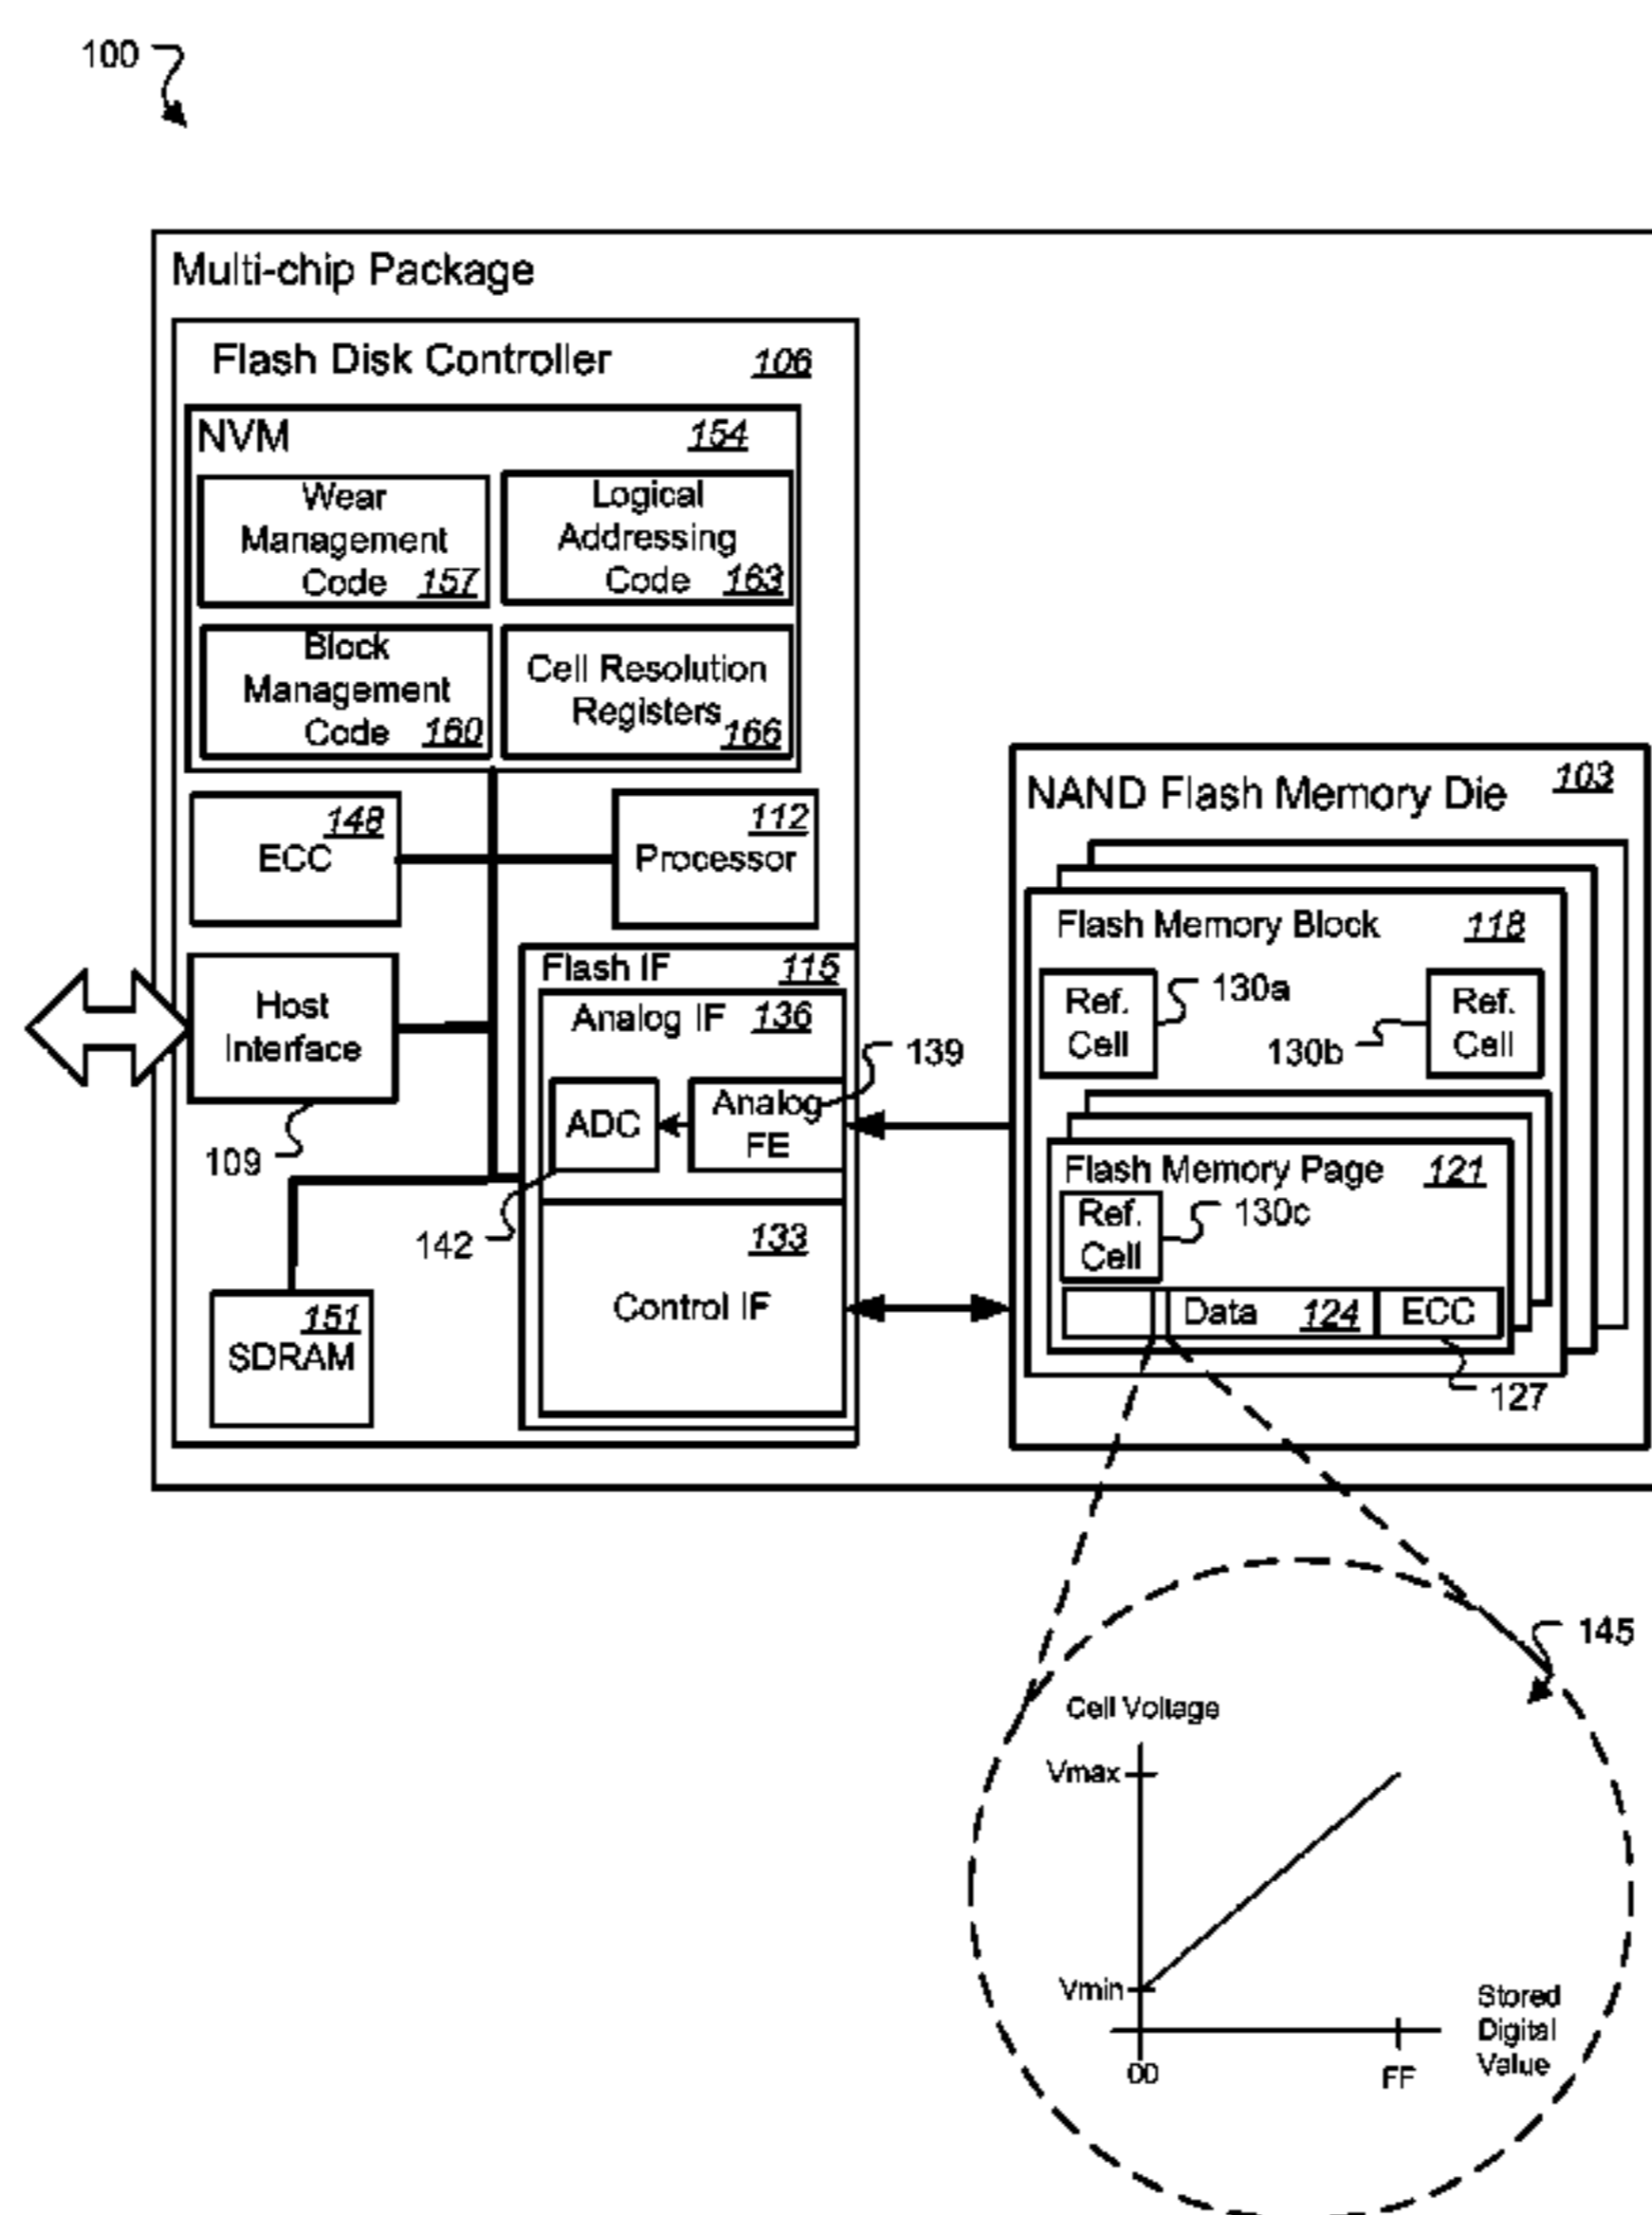 100
Multi-chip Package
Flash Disk Controller 106
NVM 154
Wear
Management
Code 157
Logical
Addressing
Code 163
Block
Management
Code 160
Cell Resolution
Registers 166
148
ECC
112
Processor
Host
Interface
109
Flash IF 115
Analog IF 136
139
ADC
Analog
FE
142
133
Control IF
151
SDRAM
NAND Flash Memory Die 103
Flash Memory Block 118
Ref.
Cell
130a
130b
Ref.
Cell
Flash Memory Page 121
Ref.
Cell
130c
Data 124
ECC
127
145
Cell Voltage
Vmax
Vmin
00
FF
Stored
Digital
Value